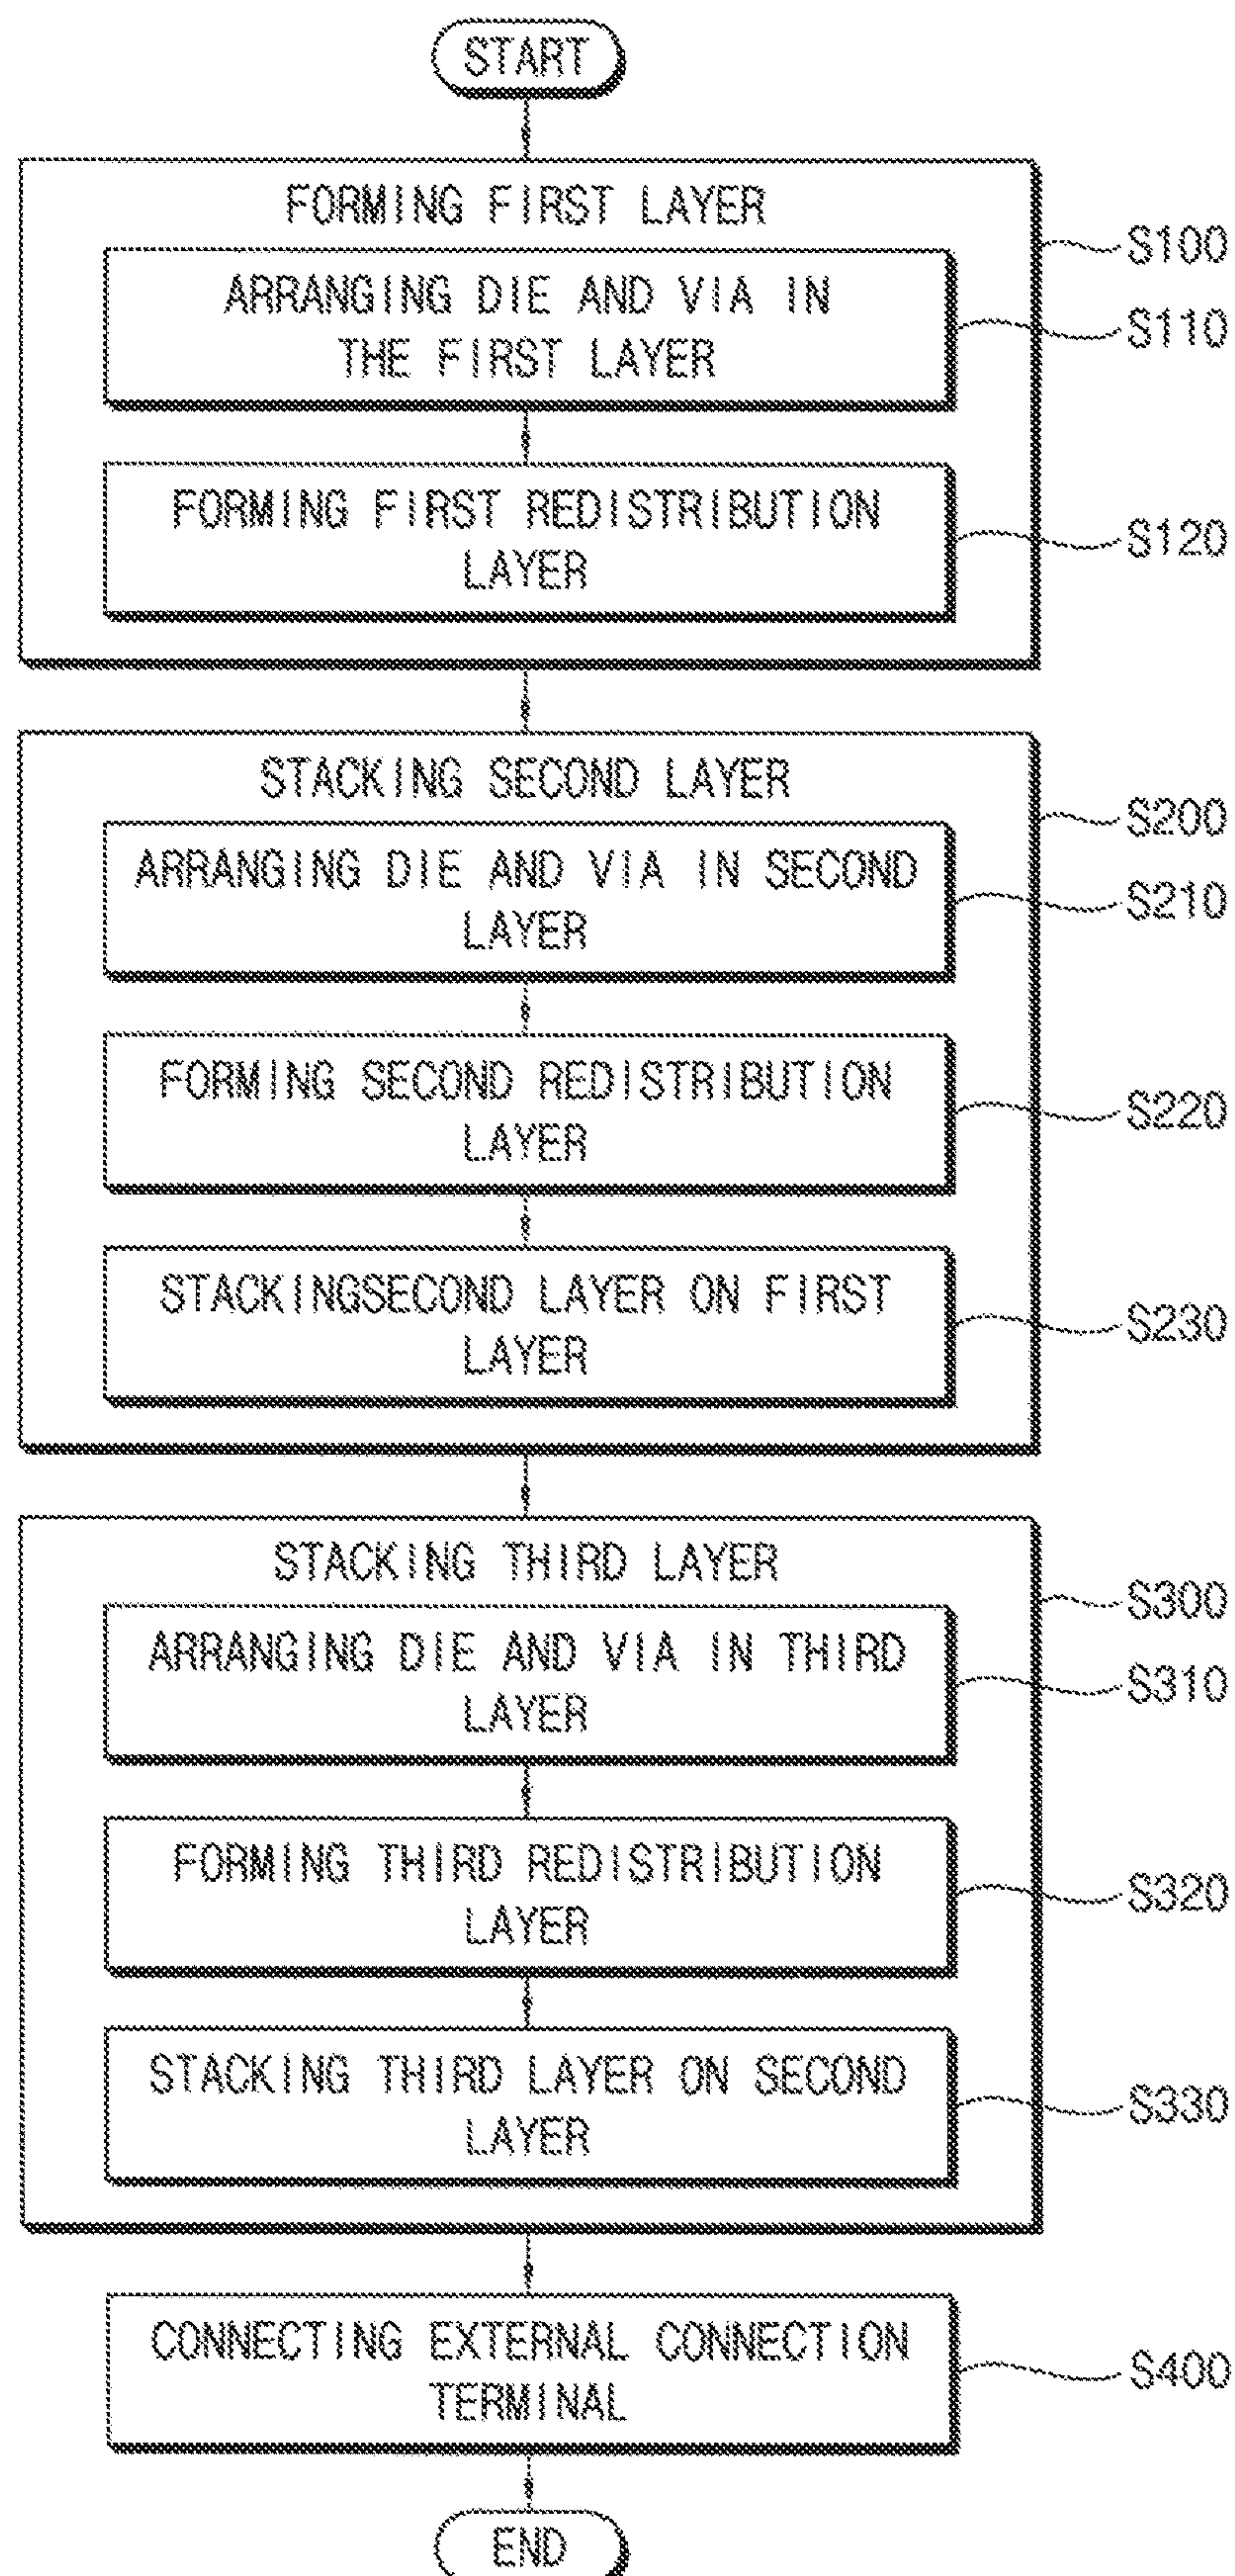 START
FORMING FIRST LAYER
S100
ARRANGING DIE AND VIA IN
THE FIRST LAYER
S110
FORMING FIRST REDISTRIBUTION
LAYER
S120
STACKING SECOND LAYER
S200
ARRANGING DIE AND VIA IN SECOND
LAYER
S210
FORMING SECOND REDISTRIBUTION
LAYER
S220
STACKINGSECOND LAYER ON FIRST
LAYER
S230
STACKING THIRD LAYER
S300
ARRANGING DIE AND VIA IN THIRD
LAYER
S310
FORMING THIRD REDISTRIBUTION
LAYER
S320
STACKING THIRD LAYER ON SECOND
LAYER
S330
CONNECTING EXTERNAL CONNECTION
TERMINAL
S400
END